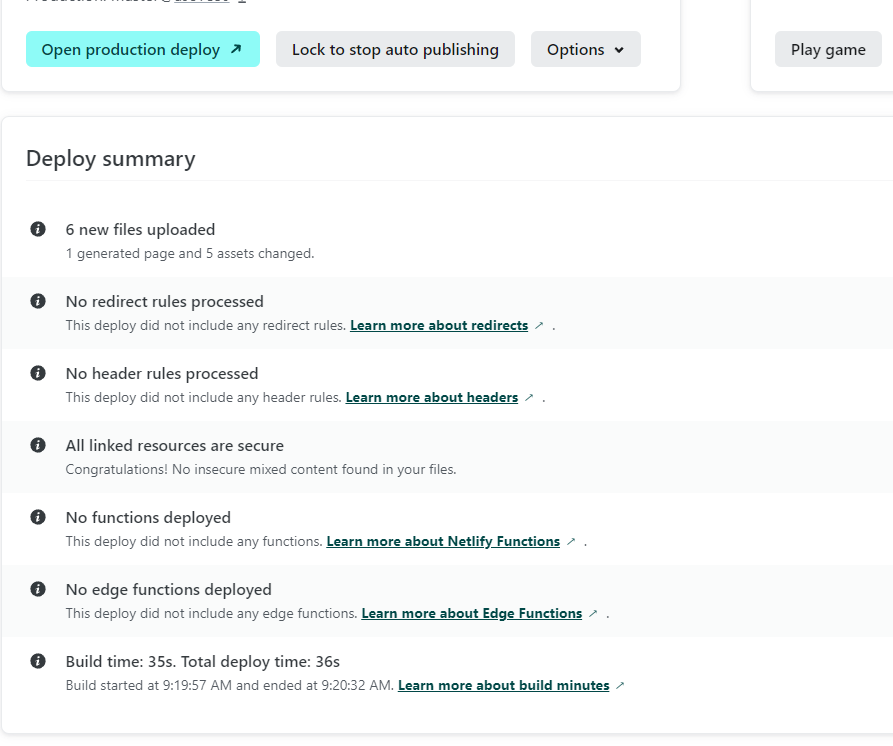 Production: master@
Open production deploy ↗ Lock to stop auto publishing Options Play game
Deploy summary
6 new files uploaded
1 generated page and 5 assets changed.
No redirect rules processed
This deploy did not include any redirect rules. Learn more about redirects ↗ .
No header rules processed
This deploy did not include any header rules. Learn more about headers ↗ .
All linked resources are secure
Congratulations! No insecure mixed content found in your files.
No functions deployed
This deploy did not include any functions. Learn more about Netlify Functions ↗ .
No edge functions deployed
This deploy did not include any edge functions. Learn more about Edge Functions ↗ .
Build time: 35s. Total deploy time: 36s
Build started at 9:19:57 AM and ended at 9:20:32 AM. Learn more about build minutes ↗